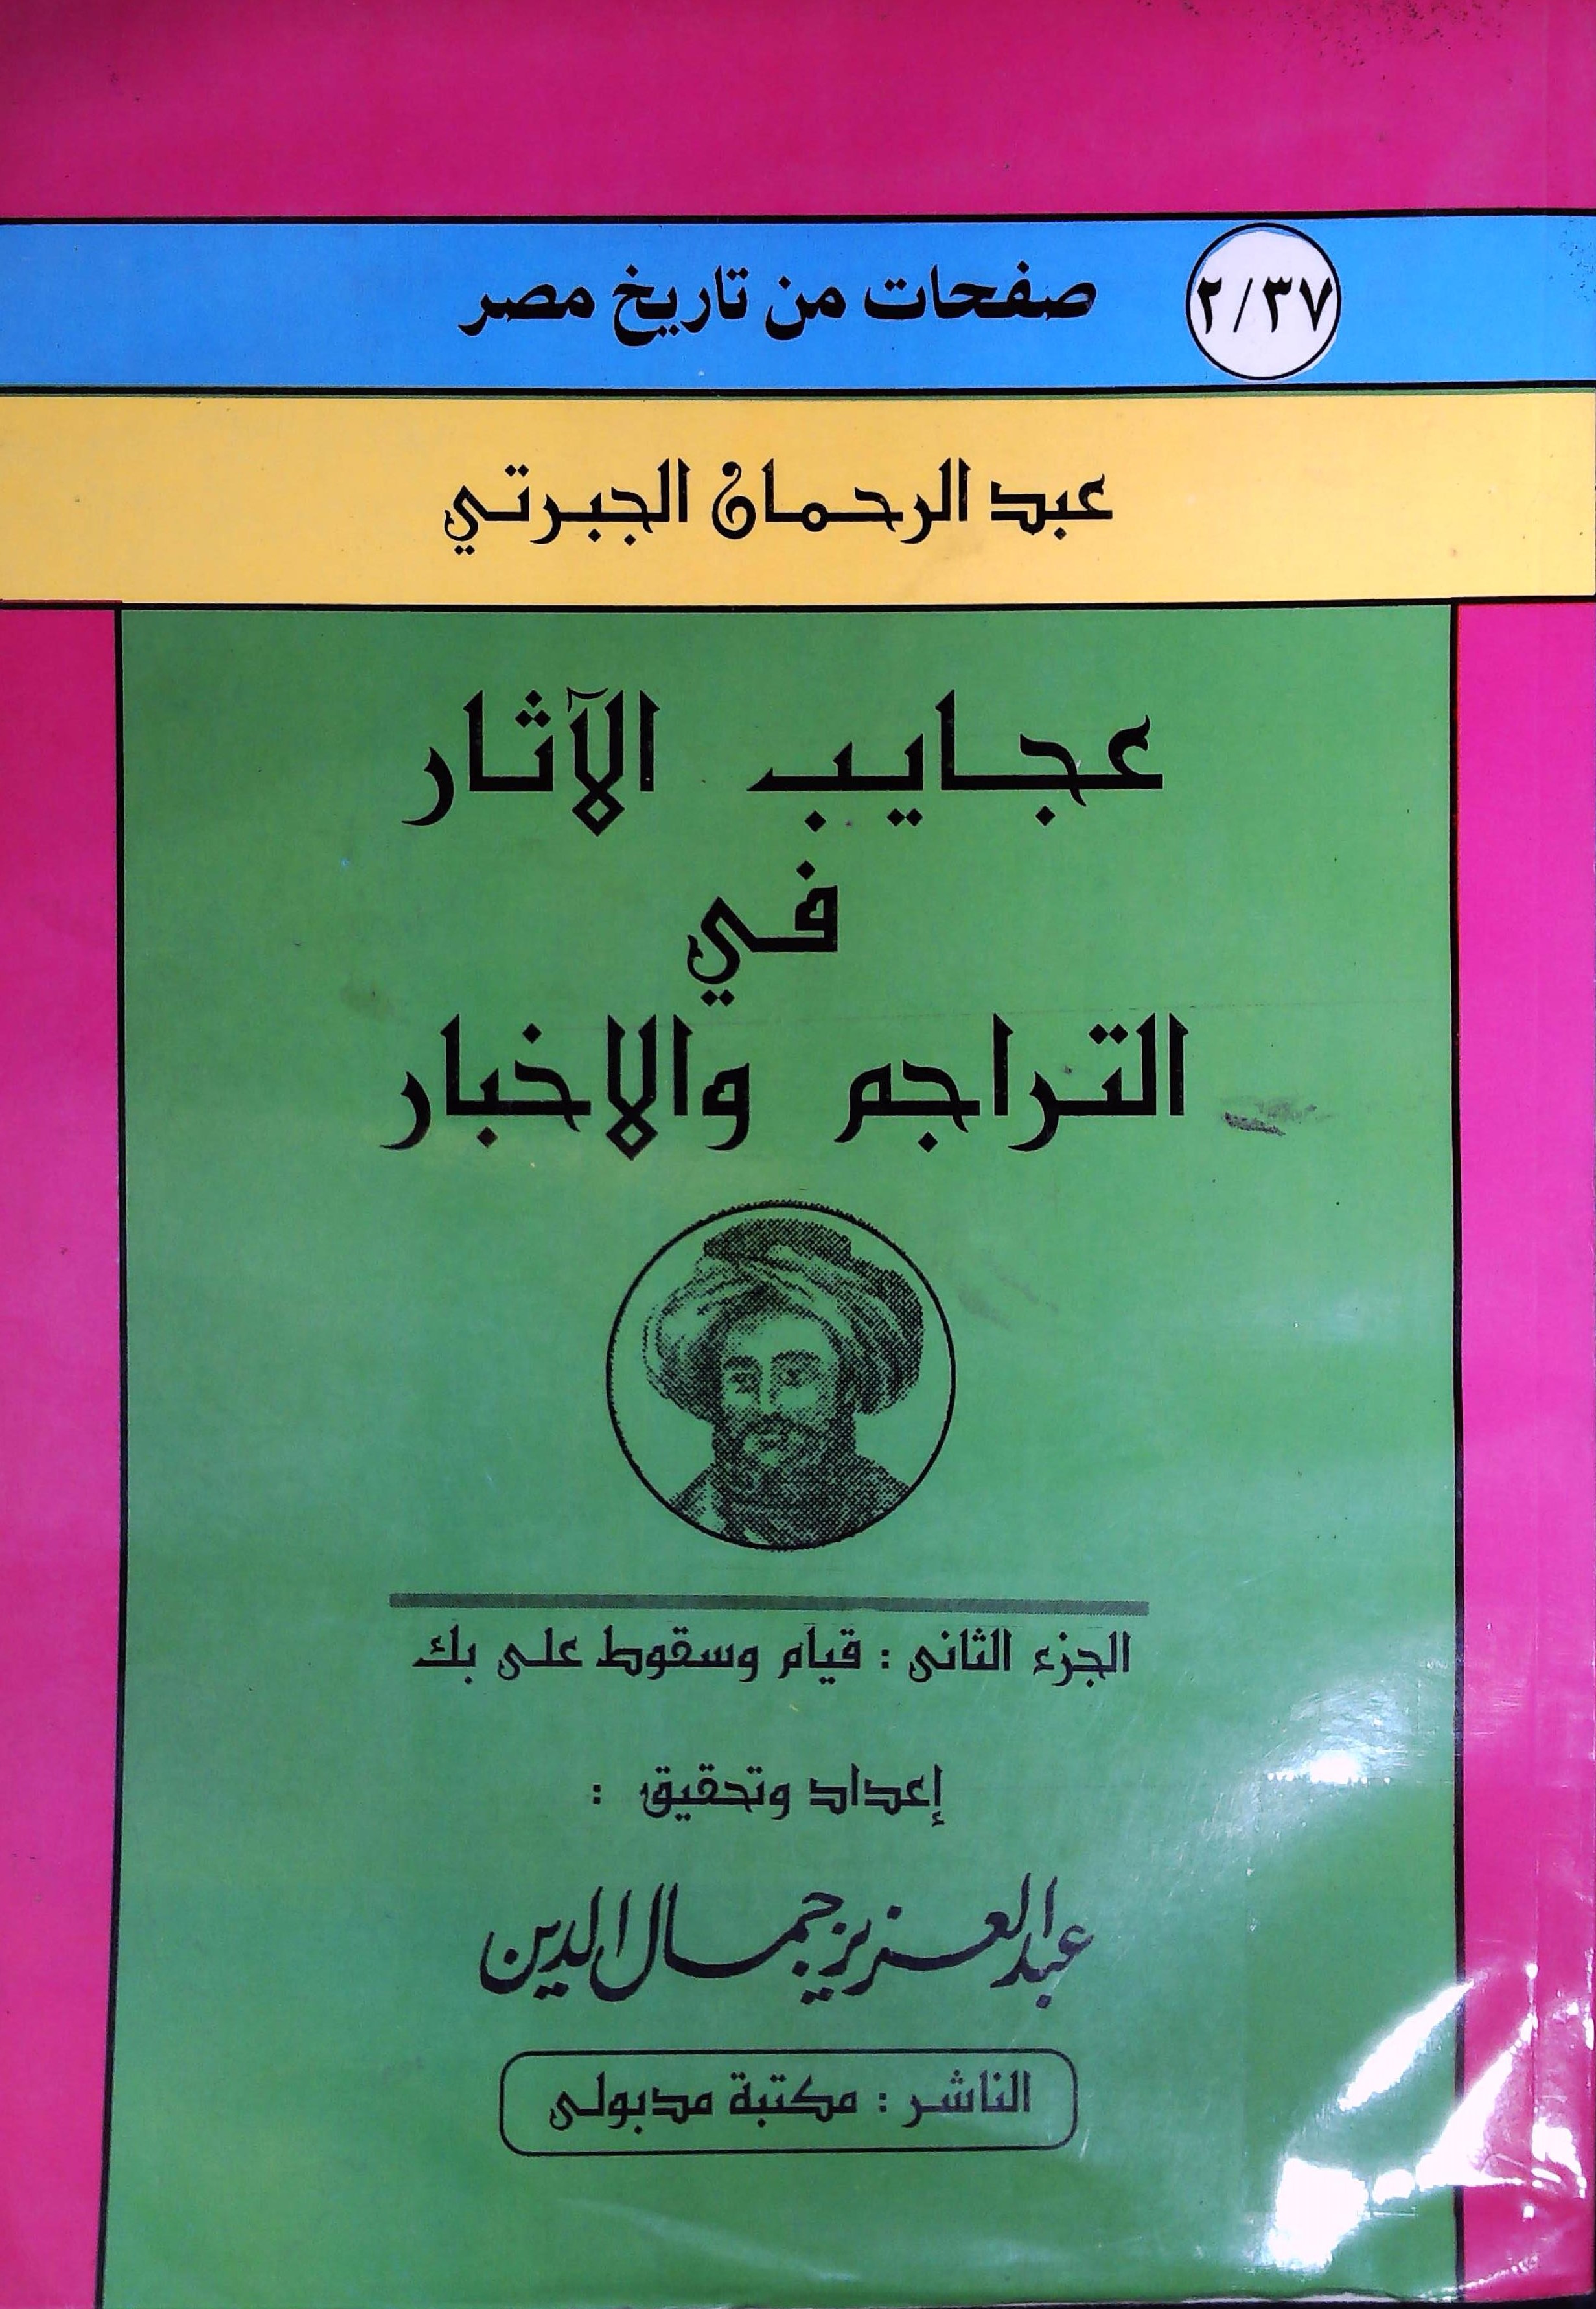 ٢/٣٧ صفحات من تاريخ مصر
عبد الرحمان الجبرتي
عجايب الآثار
في
التراجم والاخبار
الجزء الثانى : قيام وسقوط على بك
إعداد وتحقيق :
عبد العزيز جمال الدين
الناشر : مكتبة مدبولى